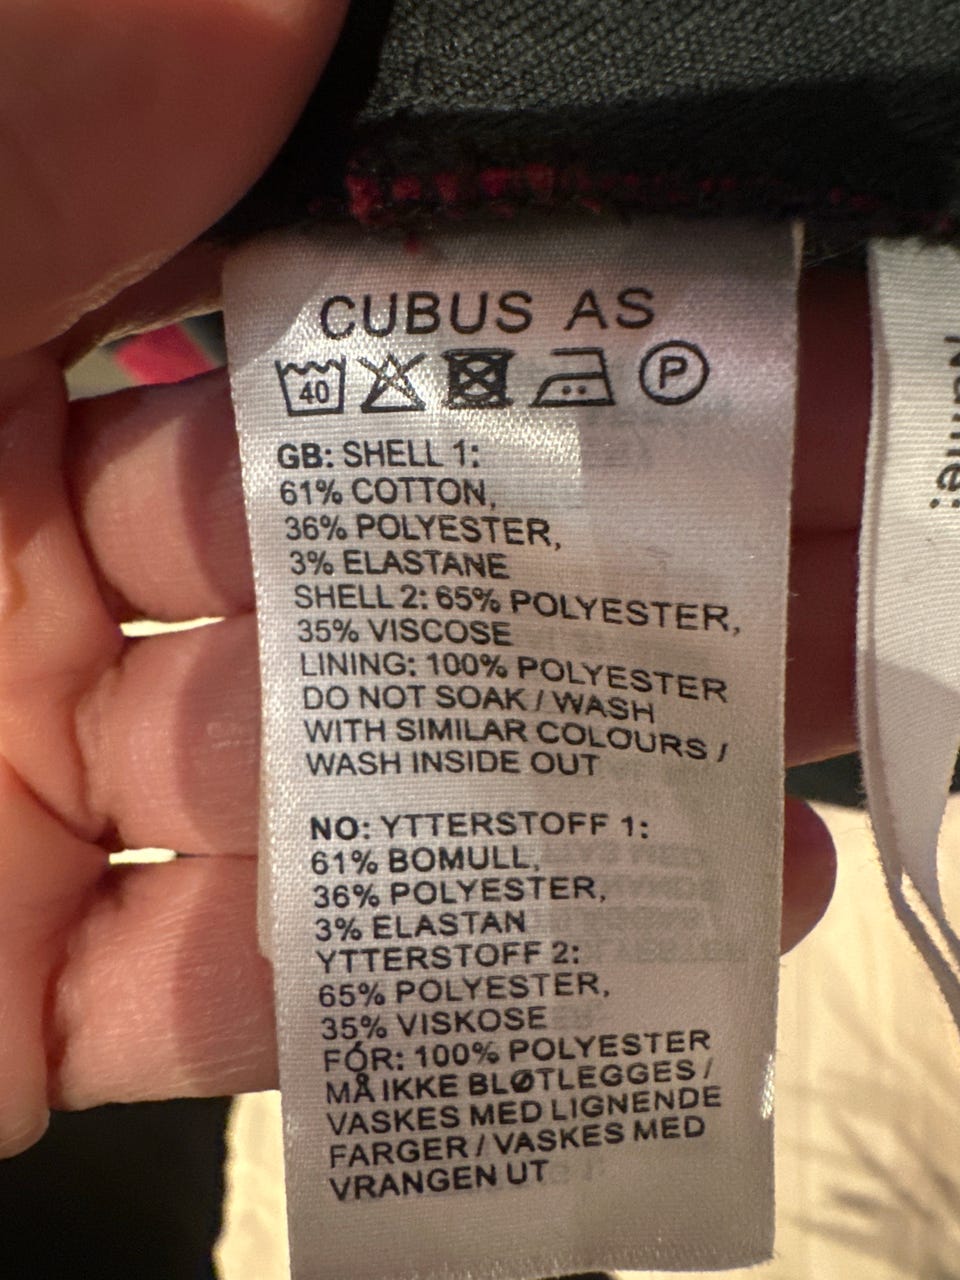 CUBUS AS
40 P
GB: SHELL 1:
61% COTTON,
36% POLYESTER,
3% ELASTANE
SHELL 2: 65% POLYESTER,
35% VISCOSE
LINING: 100% POLYESTER
DO NOT SOAK / WASH
WITH SIMILAR COLOURS /
WASH INSIDE OUT
NO: YTTERSTOFF 1:
61% BOMULL,
36% POLYESTER,
3% ELASTAN
YTTERSTOFF 2:
65% POLYESTER,
35% VISKOSE
FÓR: 100% POLYESTER
MÅ IKKE BLØTLEGGES /
VASKES MED LIGNENDE
FARGER / VASKES MED
VRANGEN UT
Name: